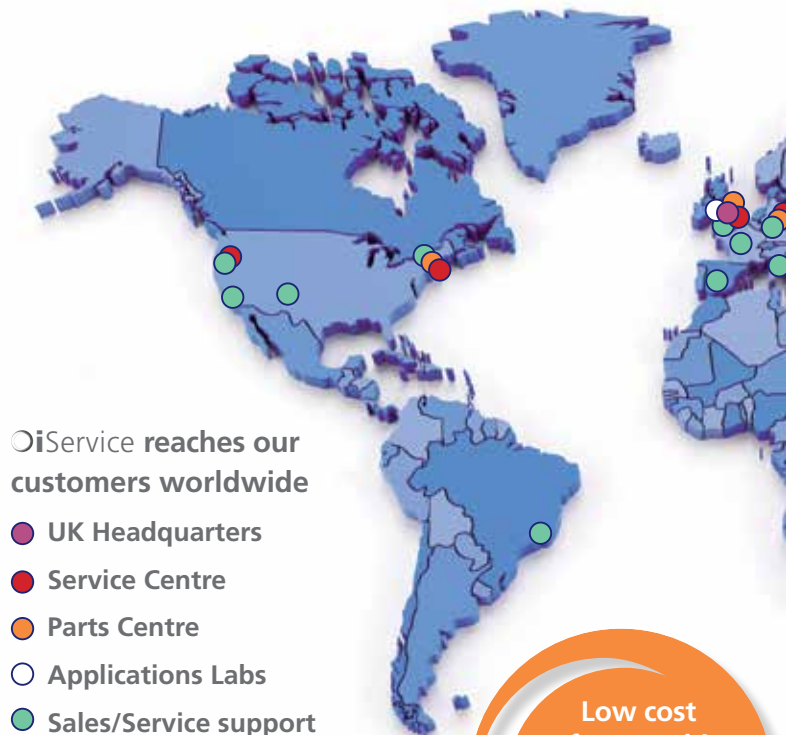 OiService reaches our
customers worldwide
UK Headquarters
Service Centre
Parts Centre
Applications Labs
Sales/Service support
Low cost